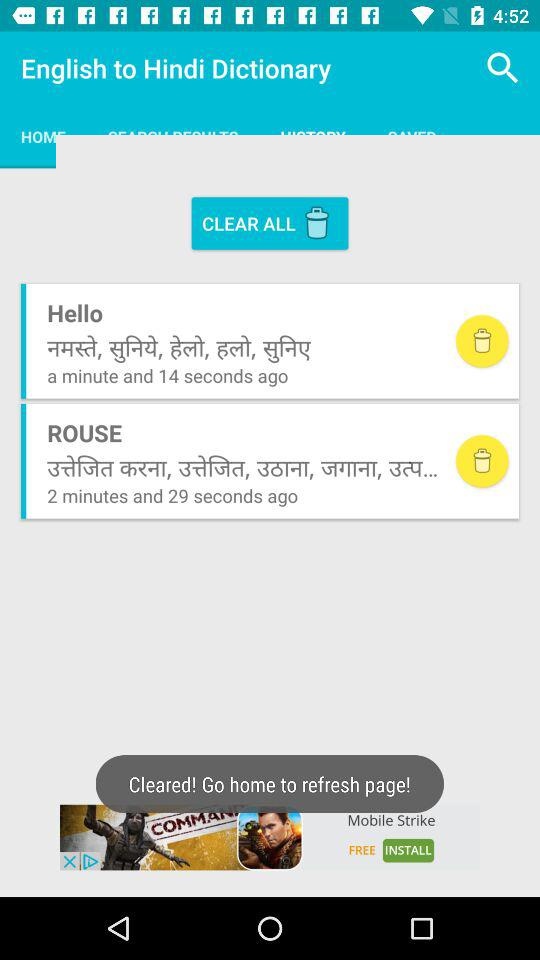 4:52
English to Hindi Dictionary
HOME SEARCH RESULTS HISTORY SAVED
CLEAR ALL
Hello
नमस्ते, सुनिये, हेलो, हलो, सुनिए
a minute and 14 seconds ago
ROUSE
उत्तेजित करना, उत्तेजित, उठाना, जगाना, उत्प...
2 minutes and 29 seconds ago
Cleared! Go home to refresh page!
Mobile Strike
FREE INSTALL